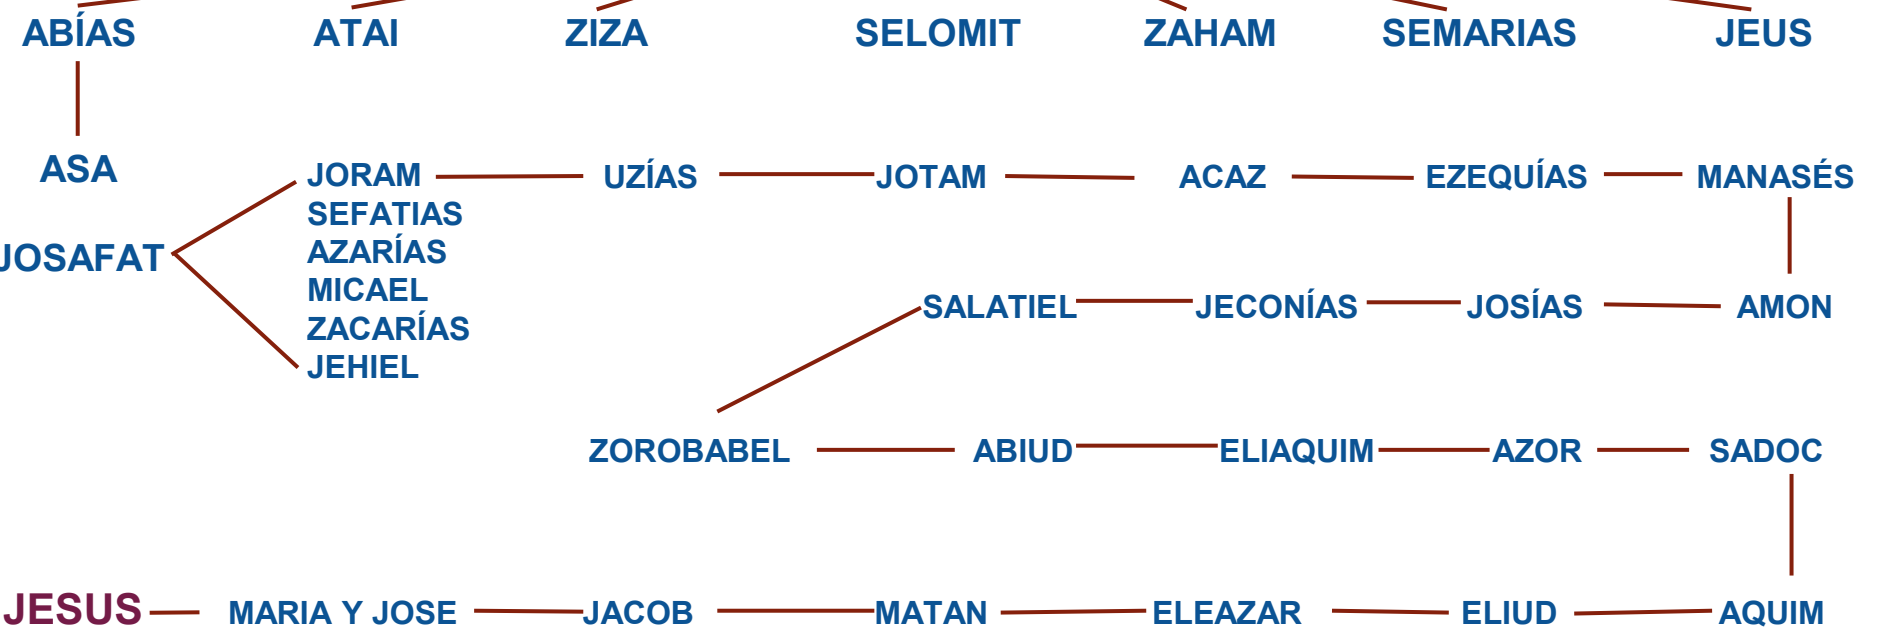 ABÍAS ATAI ZIZA SELOMIT ZAHAM SEMARIAS JEUS
ASA
JORAM UZÍAS JOTAM ACAZ EZEQUÍAS MANASÉS
SEFATIAS
AZARÍAS
JOSAFAT
MICAEL
ZACARÍAS
JEHIEL
SALATIEL JECONÍAS JOSÍAS AMON
ZOROBABEL ABIUD ELIAQUIM AZOR SADOC
JESUS MARIA Y JOSE JACOB MATAN ELEAZAR ELIUD AQUIM